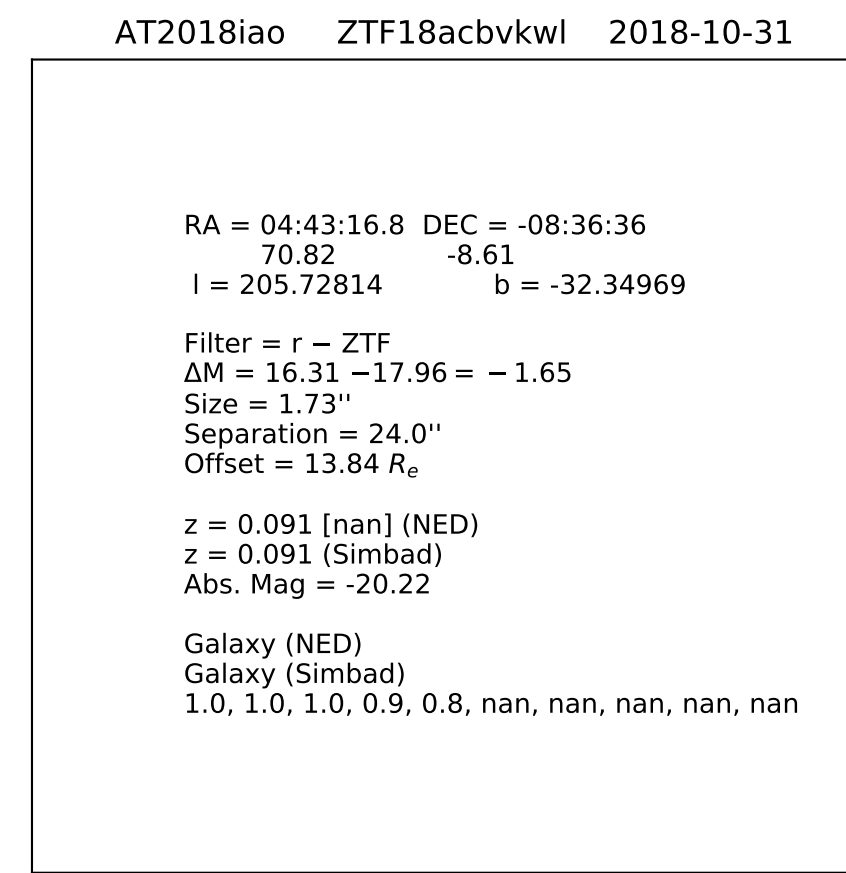 AT2018iao ZTF18acbvkwl 2018-10-31
RA = 04:43:16.8 DEC = -08:36:36
70.82 -8.61
l = 205.72814 b = -32.34969
Filter = r − ZTF
ΔM = 16.31 −17.96 = − 1.65
Size = 1.73''
Separation = 24.0''
Offset = 13.84 Re
z = 0.091 [nan] (NED)
z = 0.091 (Simbad)
Abs. Mag = -20.22
Galaxy (NED)
Galaxy (Simbad)
1.0, 1.0, 1.0, 0.9, 0.8, nan, nan, nan, nan, nan